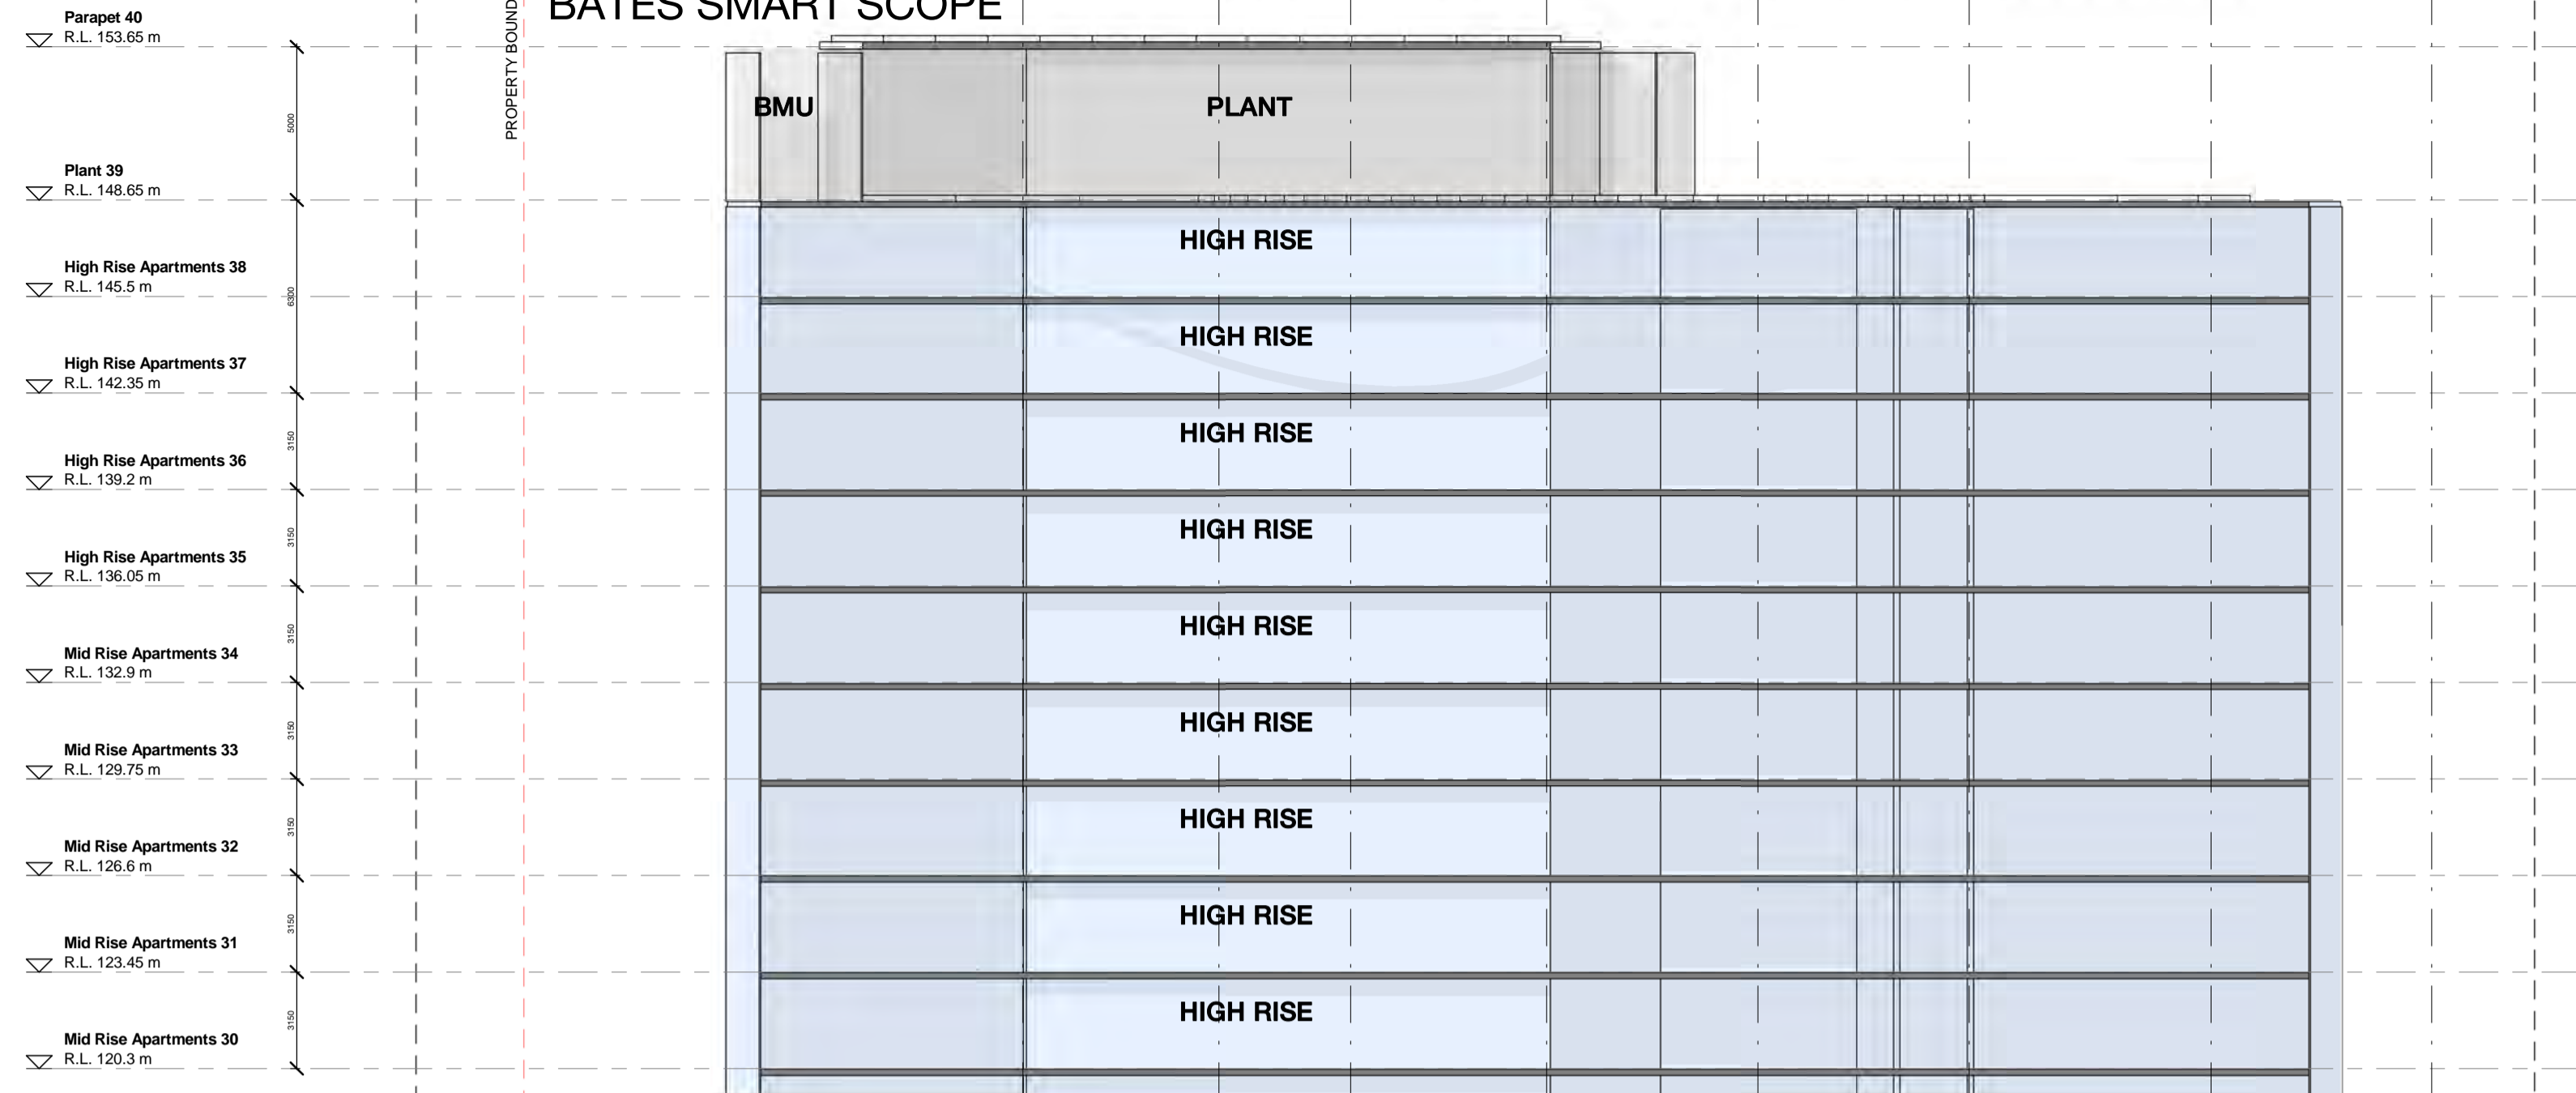 BATES SMART SCOPE
PROPERTY BOUND
Parapet 40
R.L. 153.65 m
5000
BMU
PLANT
Plant 39
R.L. 148.65 m
HIGH RISE
High Rise Apartments 38
R.L. 145.5 m
6300
HIGH RISE
High Rise Apartments 37
R.L. 142.35 m
3150
HIGH RISE
High Rise Apartments 36
R.L. 139.2 m
3150
HIGH RISE
High Rise Apartments 35
R.L. 136.05 m
3150
HIGH RISE
Mid Rise Apartments 34
R.L. 132.9 m
3150
HIGH RISE
Mid Rise Apartments 33
R.L. 129.75 m
3150
HIGH RISE
Mid Rise Apartments 32
R.L. 126.6 m
3150
HIGH RISE
Mid Rise Apartments 31
R.L. 123.45 m
3150
HIGH RISE
Mid Rise Apartments 30
R.L. 120.3 m